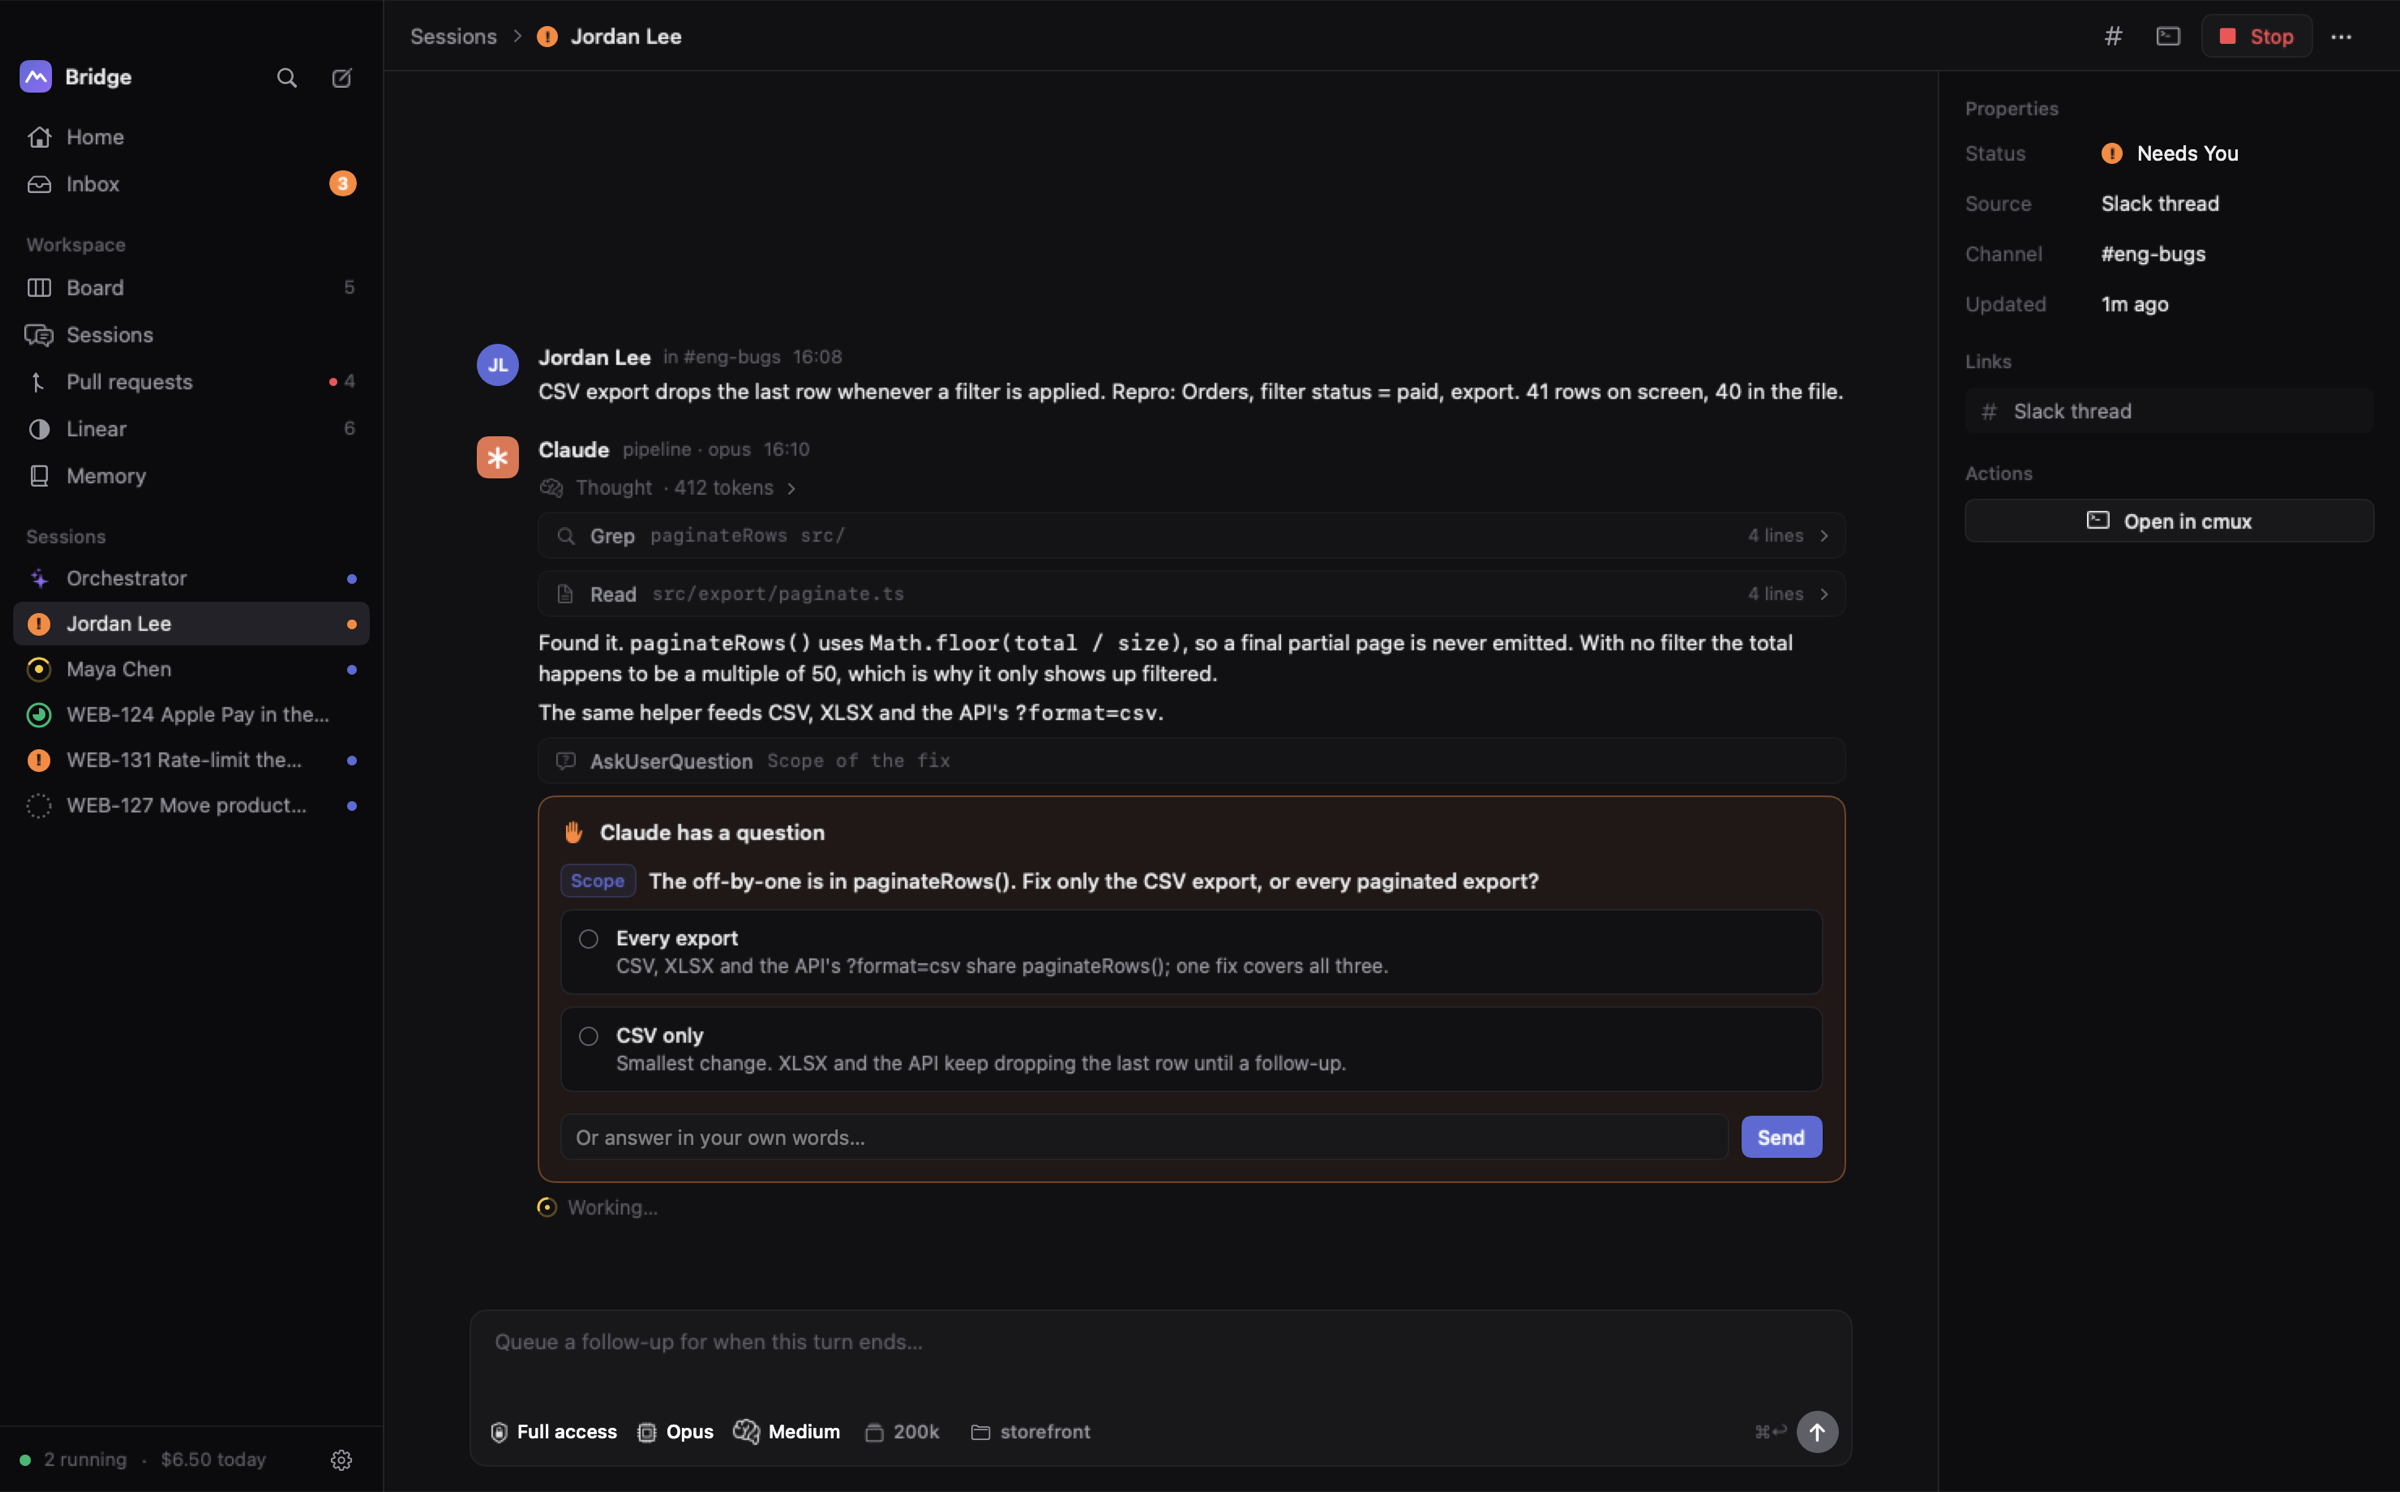 Bridge
Home
Inbox
3
Workspace
Board
5
Sessions
Pull requests
4
Linear
6
Memory
Sessions
Orchestrator
Jordan Lee
Maya Chen
WEB-124 Apple Pay in the...
WEB-131 Rate-limit the...
WEB-127 Move product...
2 running · $6.50 today
Sessions > Jordan Lee
Stop
JL
Jordan Lee in #eng-bugs 16:08
CSV export drops the last row whenever a filter is applied. Repro: Orders, filter status = paid, export. 41 rows on screen, 40 in the file.
Claude pipeline · opus 16:10
Thought · 412 tokens >
Grep paginateRows src/
4 lines >
Read src/export/paginate.ts
4 lines >
Found it. paginateRows() uses Math.floor(total / size), so a final partial page is never emitted. With no filter the total
happens to be a multiple of 50, which is why it only shows up filtered.
The same helper feeds CSV, XLSX and the API's ?format=csv.
AskUserQuestion Scope of the fix
Claude has a question
Scope The off-by-one is in paginateRows(). Fix only the CSV export, or every paginated export?
Every export
CSV, XLSX and the API's ?format=csv share paginateRows(); one fix covers all three.
CSV only
Smallest change. XLSX and the API keep dropping the last row until a follow-up.
Or answer in your own words...
Send
Working...
Queue a follow-up for when this turn ends...
Full access
Opus
Medium
200k
storefront
⌘↩
Properties
Status Needs You
Source Slack thread
Channel #eng-bugs
Updated 1m ago
Links
# Slack thread
Actions
Open in cmux